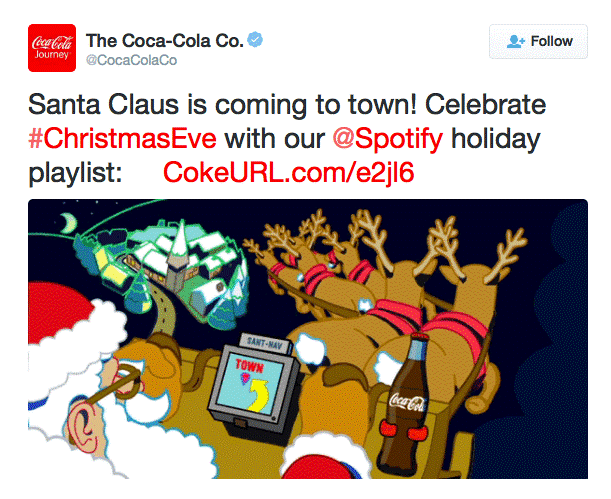 Coca-Cola
Journey
The Coca-Cola Co.
@CocaColaCo
Follow
Santa Claus is coming to town! Celebrate
#ChristmasEve with our @Spotify holiday
playlist: CokeURL.com/e2jl6
SANT-NAV
TOWN
Coca-Cola